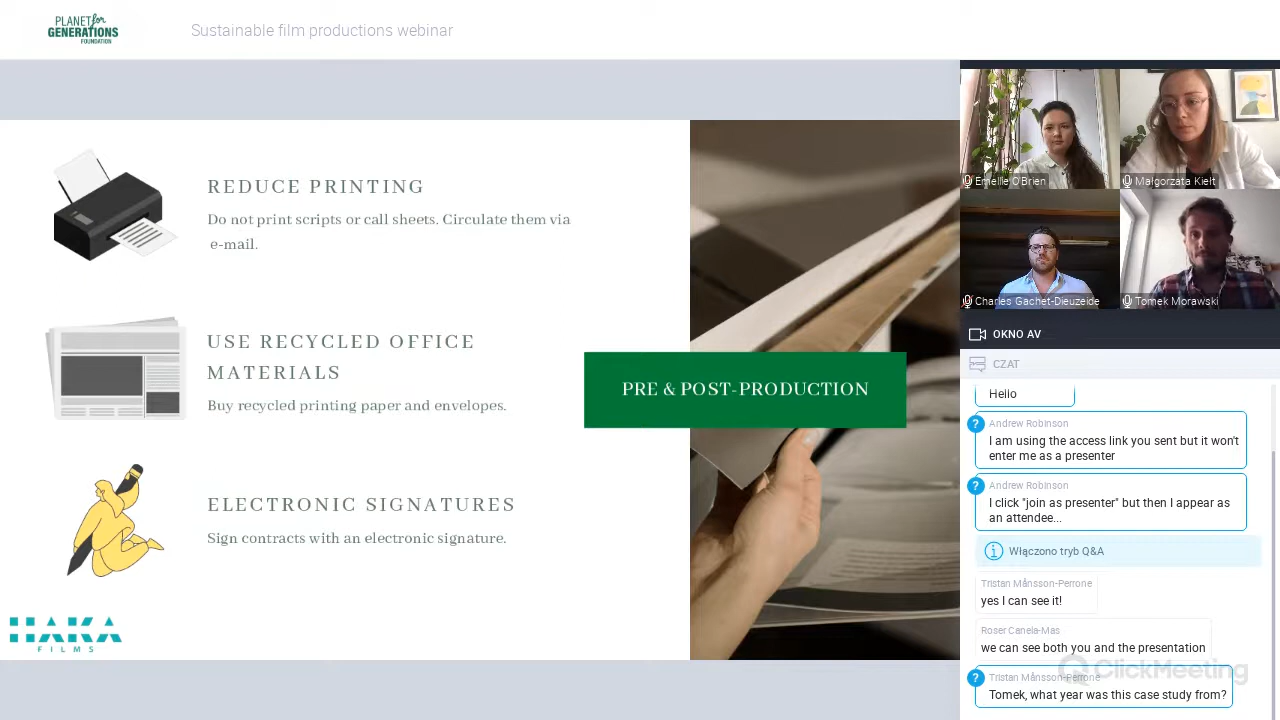 PLANET for
GENERATIONS
FOUNDATION
Sustainable film productions webinar
REDUCE PRINTING
Do not print scripts or call sheets. Circulate them via
e-mail.
USE RECYCLED OFFICE
MATERIALS
Buy recycled printing paper and envelopes.
ELECTRONIC SIGNATURES
Sign contracts with an electronic signature.
HAKA
FILMS
PRE & POST-PRODUCTION
Emellie O'Brien
Małgorzata Kiełt
Charles Gachet-Dieuzeide
Tomek Morawski
OKNO AV
CZAT
Hello
Andrew Robinson
I am using the access link you sent but it won't
enter me as a presenter
Andrew Robinson
I click "join as presenter" but then I appear as
an attendee...
Włączono tryb Q&A
Tristan Månsson-Perrone
yes I can see it!
Roser Canela-Mas
we can see both you and the presentation
ClickMeeting
Tristan Månsson-Perrone
Tomek, what year was this case study from?